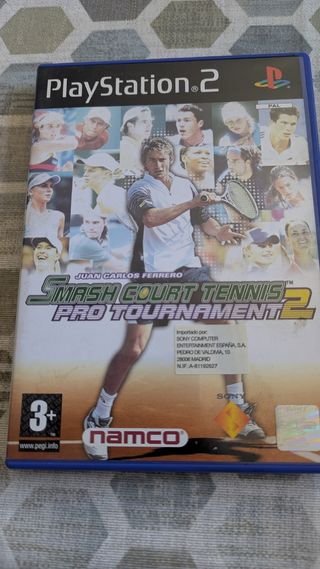 PlayStation®2
PAL
JUAN CARLOS FERRERO
SMASH COURT TENNIS™
PRO TOURNAMENT 2
Importado por:
SONY COMPUTER
ENTERTAINMENT ESPAÑA, S.A.
PEDRO DE VALDIVIA, 10
28006 MADRID
N.I.F. A-81192627
3+
www.pegi.info
namco
SONY